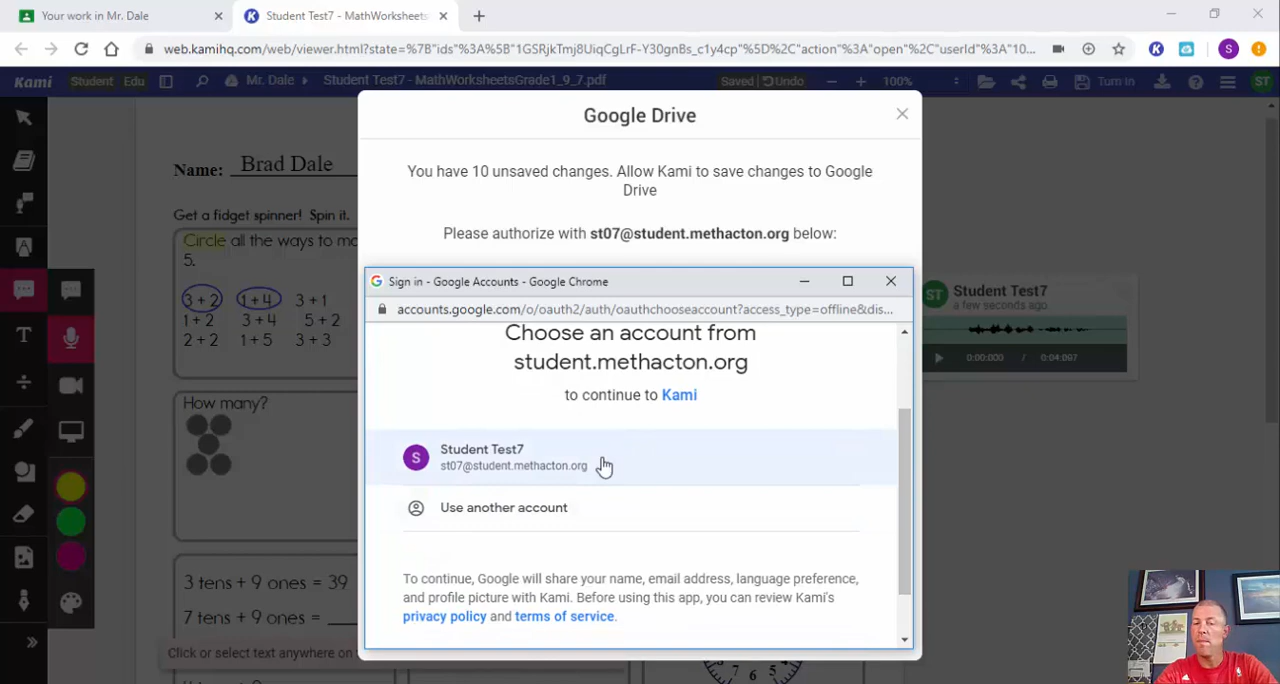 Your work in Mr. Dale
Student Test7 - MathWorksheets
web.kamihq.com/web/viewer.html?state=%7B"ids"%3A%5B"1GSRjkTmj8UiqCgLrF-Y30gnBs_c1y4cp"%5D%2C"action"%3A"open"%2C"userId"%3A"10...
S
Kami Student Edu Mr. Dale Student Test7 - MathWorksheetsGrade1_9_7.pdf Saved Undo 100% Turn in ST
Google Drive
You have 10 unsaved changes. Allow Kami to save changes to Google
Drive
Please authorize with st07@student.methacton.org below:
Sign in - Google Accounts - Google Chrome
accounts.google.com/o/oauth2/auth/oauthchooseaccount?access_type=offline&dis...
Choose an account from
student.methacton.org
to continue to Kami
S
Student Test7
st07@student.methacton.org
Use another account
To continue, Google will share your name, email address, language preference,
and profile picture with Kami. Before using this app, you can review Kami's
privacy policy and terms of service.
Name: Brad Dale
Get a fidget spinner! Spin it.
Circle all the ways to
5.
3 + 2 1 + 4 3 + 1
1 + 2 3 + 4 5 + 2
2 + 2 1 + 5 3 + 3
How many?
3 tens + 9 ones = 39
7 tens + 9 ones = __
Click or select text anywhere on
7 6 5
ST
Student Test7
a few seconds ago
0:00:000 / 0:04:097